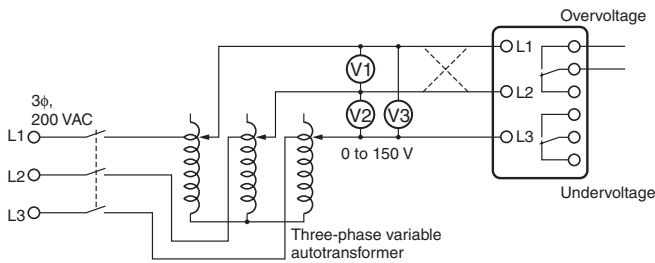 Overvoltage
L1
V1
3ϕ,
200 VAC
L2
V2
V3
L1
L3
0 to 150 V
L2
Undervoltage
L3
Three-phase variable
autotransformer